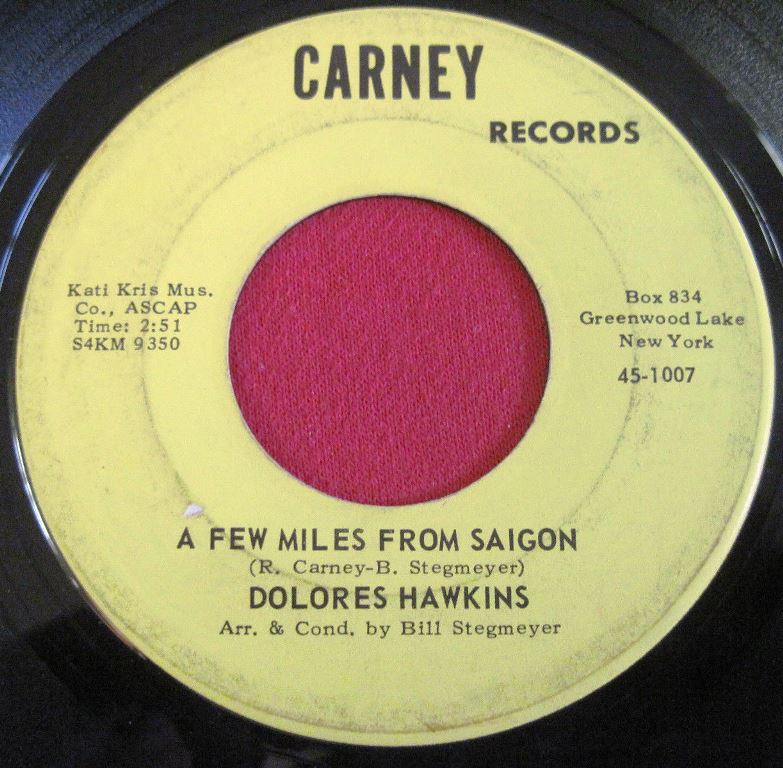 CARNEY
RECORDS
Kati Kris Mus.
Co., ASCAP
Time: 2:51
S4KM 9350
Box 834
Greenwood Lake
New York
45-1007
A FEW MILES FROM SAIGON
(R. Carney-B. Stegmeyer)
DOLORES HAWKINS
Arr. & Cond. by Bill Stegmeyer